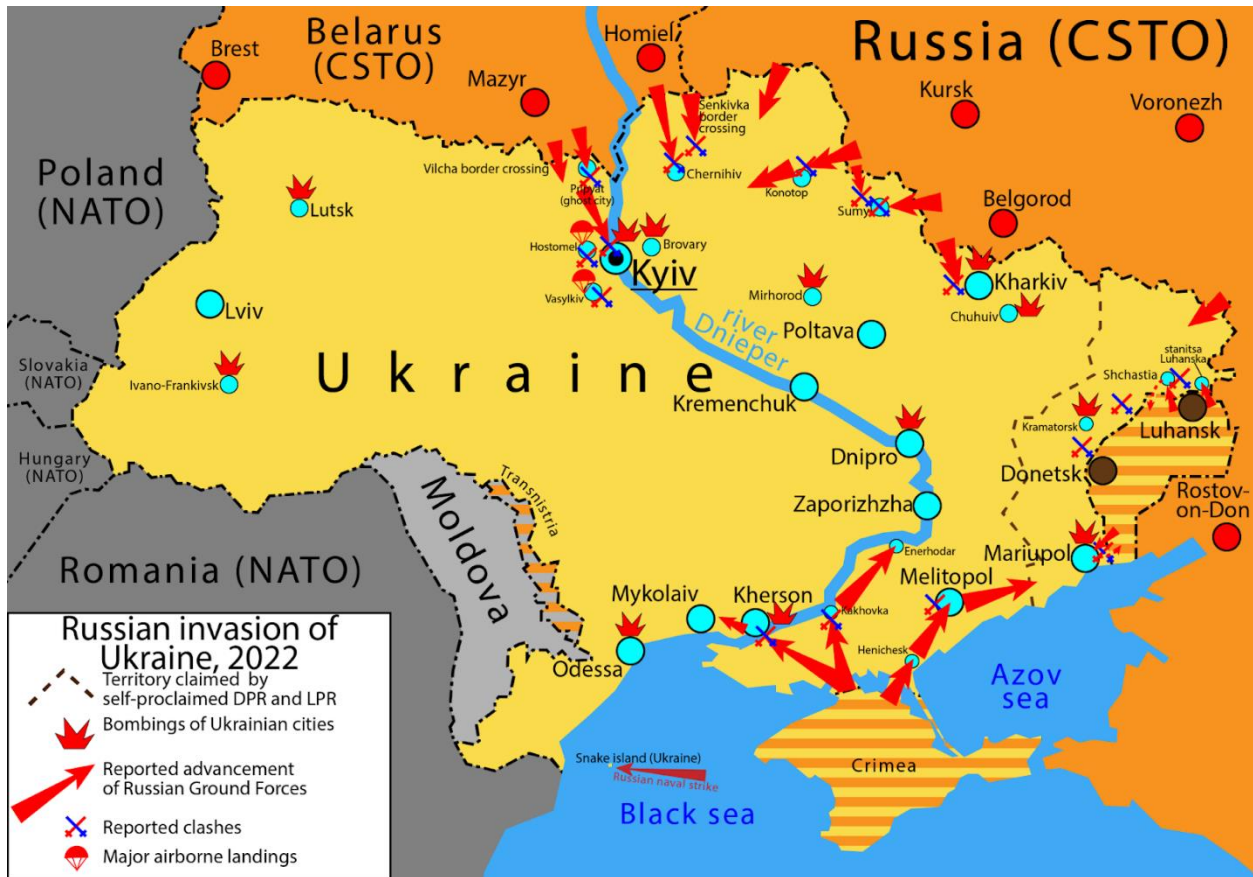 Belarus
(CSTO)
Brest
Mazyr
Homiel
Russia (CSTO)
Kursk
Voronezh
Senkivka
border
crossing
Poland
(NATO)
Lutsk
Vilcha border crossing
Pripyat
(ghost city)
Chernihiv
Konotop
Sumy
Belgorod
Hostomel
Brovary
Kyiv
Vasylkiv
Lviv
Mirhorod
Kharkiv
Chuhuiv
Poltava
river
Dnieper
Slovakia
(NATO)
Ivano-Frankivsk
Ukraine
Kremenchuk
stanitsa
Luhanska
Shchastia
Kramatorsk
Luhansk
Hungary
(NATO)
Dnipro
Donetsk
Moldova
Transnistria
Zaporizhzha
Rostov-
on-Don
Romania (NATO)
Enerhodar
Mariupol
Melitopol
Mykolaiv
Kherson
Kakhovka
Henichesk
Odessa
Azov
sea
Snake island (Ukraine)
Russian naval strike
Crimea
Black sea
Russian invasion of
Ukraine, 2022
Territory claimed by
self-proclaimed DPR and LPR
Bombings of Ukrainian cities
Reported advancement
of Russian Ground Forces
Reported clashes
Major airborne landings